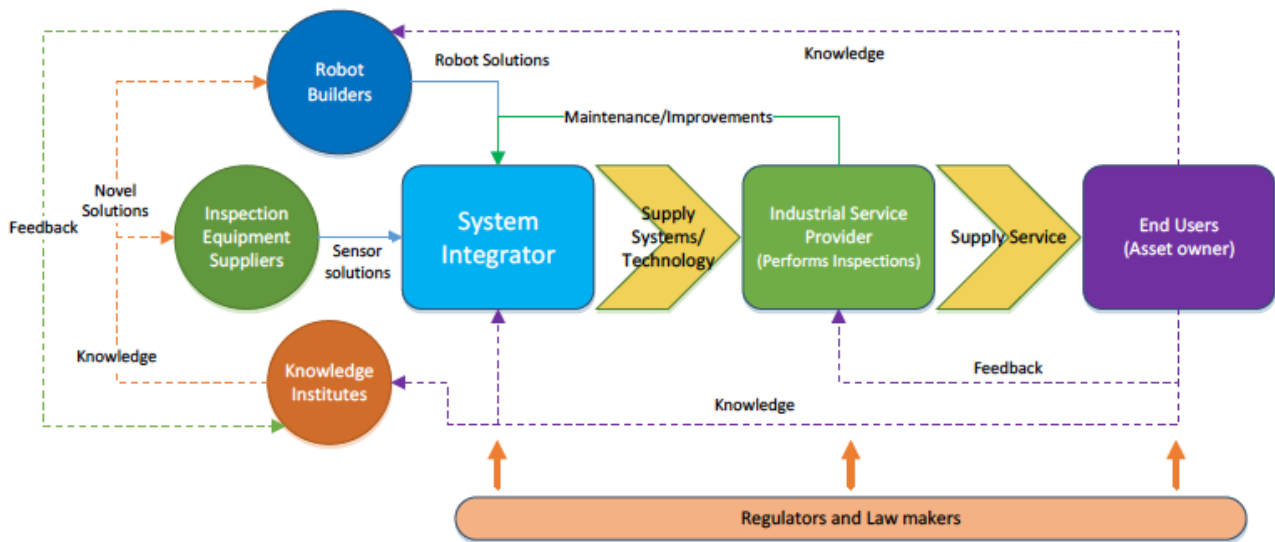 Knowledge
Robot Solutions
Robot
Builders
Maintenance/Improvements
Novel
Solutions
Feedback
Inspection
Equipment
Suppliers
Sensor
solutions
System
Integrator
Supply
Systems/
Technology
Industrial Service
Provider
(Performs Inspections)
Supply Service
End Users
(Asset owner)
Knowledge
Knowledge
Institutes
Feedback
Knowledge
Regulators and Law makers